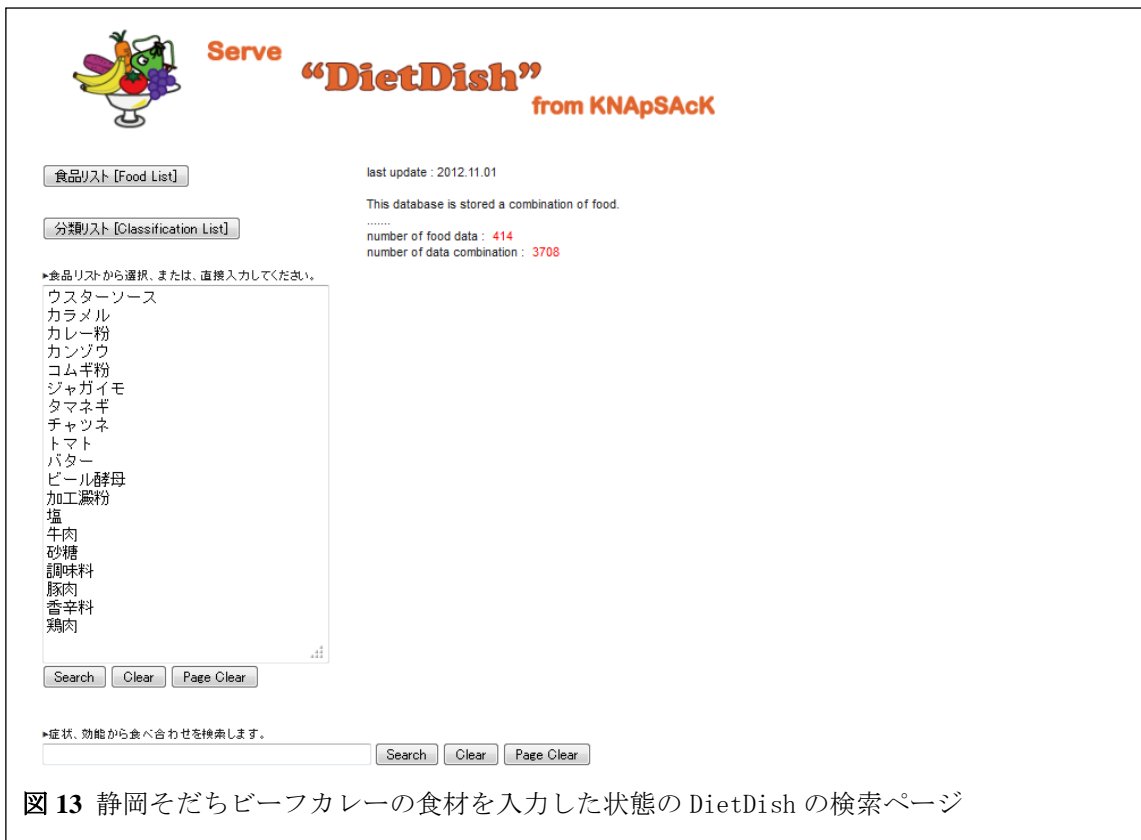 Serve
“DietDish”
from KNApSAcK
食品リスト [Food List]
last update : 2012.11.01
This database is stored a combination of food.
分類リスト [Classification List]
.......
number of food data : 414
number of data combination : 3708
▸食品リストから選択、または、直接入力してください。
ウスターソース
カラメル
カレー粉
カンゾウ
コムギ粉
ジャガイモ
タマネギ
チャツネ
トマト
バター
ビール酵母
加工澱粉
塩
牛肉
砂糖
調味料
豚肉
香辛料
鶏肉
Search Clear Page Clear
▸症状、効能から食べ合わせを検索します。
Search Clear Page Clear
図 13 静岡そだちビーフカレーの食材を入力した状態の DietDish の検索ページ